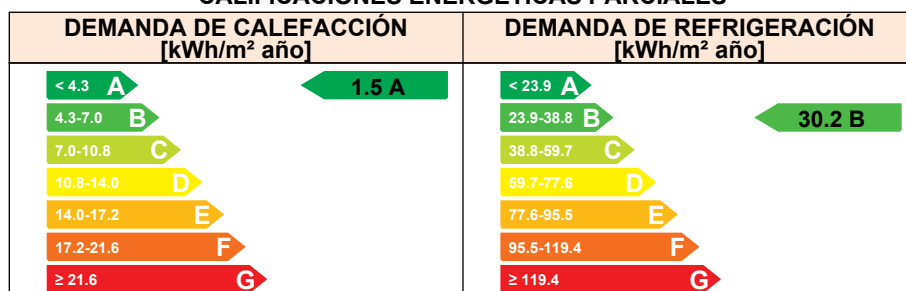 CALIFICACIONES ENERGÉTICAS PARCIALES
DEMANDA DE CALEFACCIÓN
[kWh/m² año]
< 4.3 A
1.5 A
4.3-7.0 B
7.0-10.8 C
10.8-14.0 D
14.0-17.2 E
17.2-21.6 F
≥ 21.6 G
DEMANDA DE REFRIGERACIÓN
[kWh/m² año]
< 23.9 A
23.9-38.8 B
30.2 B
38.8-59.7 C
59.7-77.6 D
77.6-95.5 E
95.5-119.4 F
≥ 119.4 G